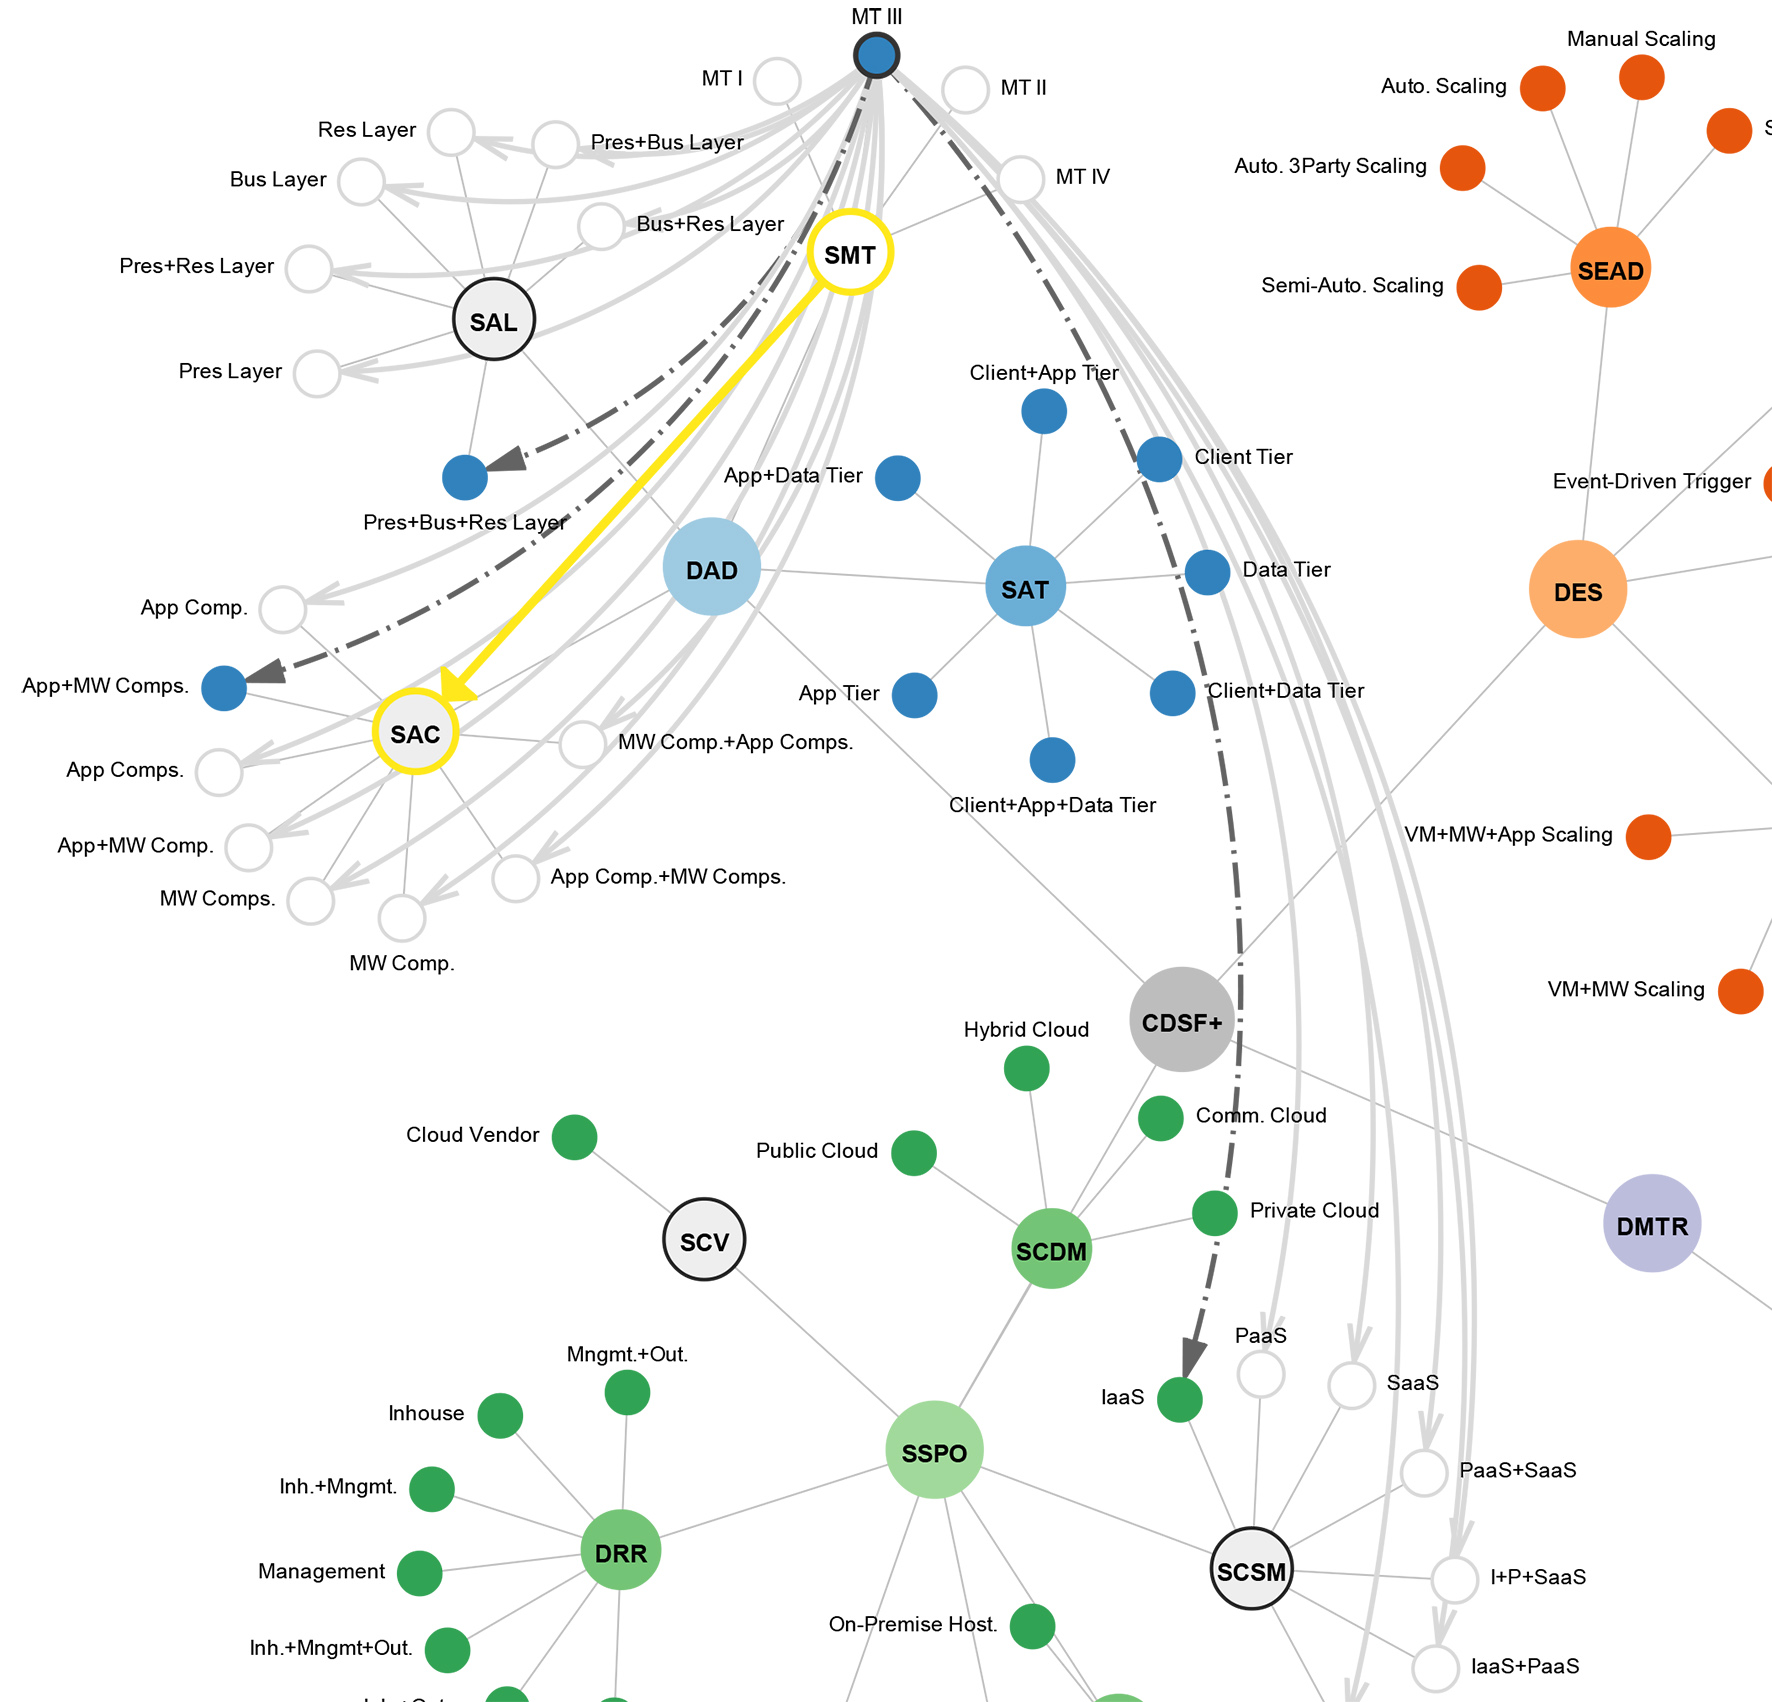 MT III
Manual Scaling
MT I
MT II
Auto. Scaling
Res Layer
Pres+Bus Layer
S
Auto. 3Party Scaling
Bus Layer
MT IV
Bus+Res Layer
SMT
Pres+Res Layer
SEAD
Semi-Auto. Scaling
SAL
Pres Layer
Client+App Tier
App+Data Tier
Client Tier
Event-Driven Trigger
Pres+Bus+Res Layer
DAD
Data Tier
SAT
DES
App Comp.
App+MW Comps.
App Tier
Client+Data Tier
SAC
MW Comp.+App Comps.
App Comps.
Client+App+Data Tier
VM+MW+App Scaling
App+MW Comp.
App Comp.+MW Comps.
MW Comps.
MW Comp.
VM+MW Scaling
CDSF+
Hybrid Cloud
Comm. Cloud
Cloud Vendor
Public Cloud
Private Cloud
DMTR
SCV
SCDM
PaaS
Mngmt.+Out.
SaaS
IaaS
Inhouse
SSPO
PaaS+SaaS
Inh.+Mngmt.
DRR
Management
SCSM
I+P+SaaS
On-Premise Host.
Inh.+Mngmt+Out.
IaaS+PaaS